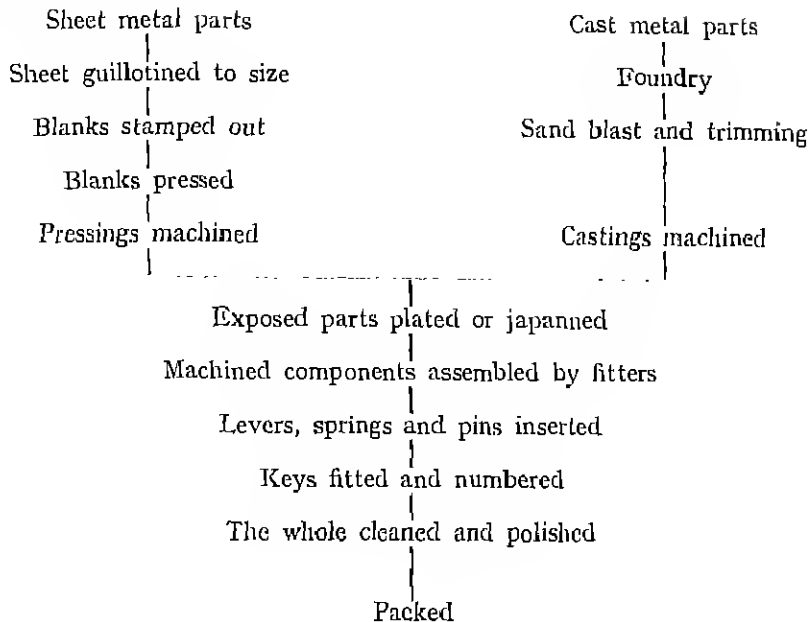 Sheet metal parts
Sheet guillotined to size
Blanks stamped out
Blanks pressed
Pressings machined
Cast metal parts
Foundry
Sand blast and trimming
Castings machined
Exposed parts plated or japanned
Machined components assembled by fitters
Levers, springs and pins inserted
Keys fitted and numbered
The whole cleaned and polished
Packed